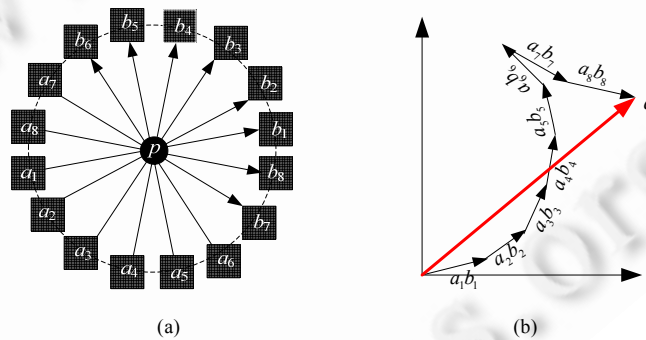 b₅ b₄
b₆ b₃
a₇ b₂
a₈ b₁
p
a₁ b₈
a₂ b₇
a₃ a₆
a₄ a₅
(a)
a₇b₇
a₈b₈
a₆b₆
a₅b₅
a₄b₄
a₃b₃
a₂b₂
a₁b₁
(b)